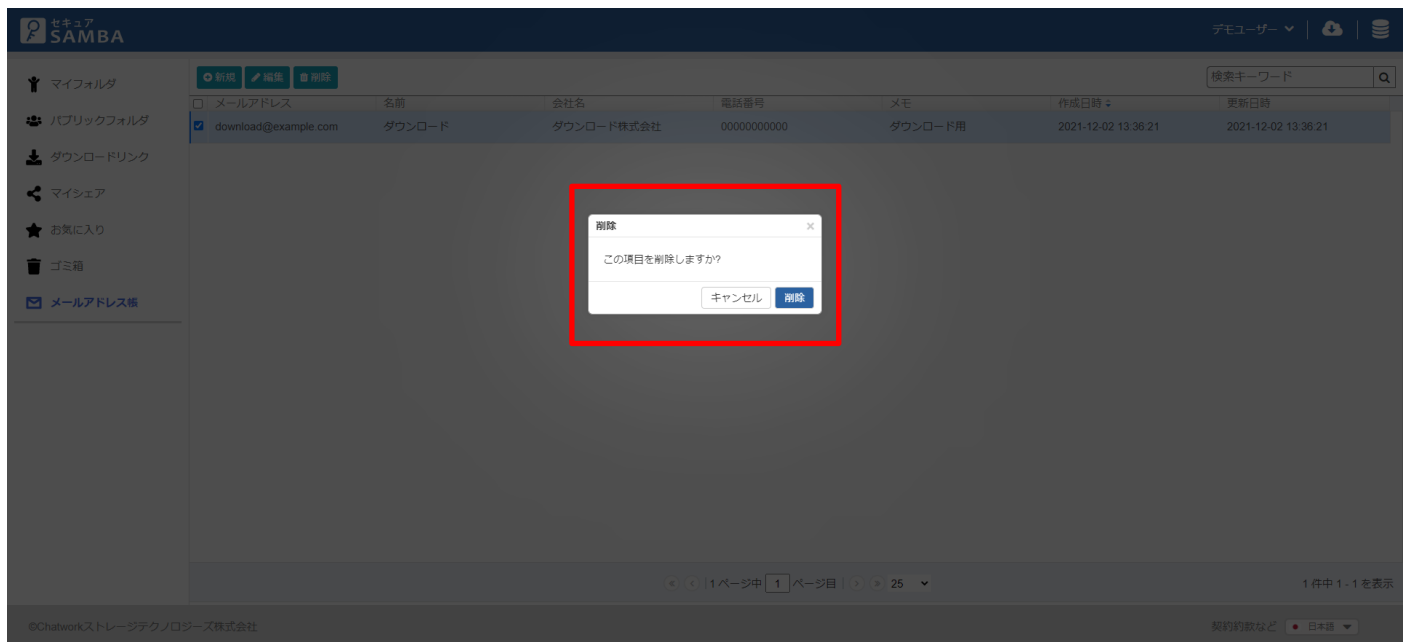 セキュア
SAMBA
デモユーザー
マイフォルダ
パブリックフォルダ
ダウンロードリンク
マイシェア
お気に入り
ゴミ箱
メールアドレス帳
新規 編集 削除
検索キーワード
メールアドレス 名前 会社名 電話番号 メモ 作成日時 更新日時
download@example.com ダウンロード ダウンロード株式会社 00000000000 ダウンロード用 2021-12-02 13:36:21 2021-12-02 13:36:21
削除 ×
この項目を削除しますか?
キャンセル 削除
« < 1 ページ中 1 ページ目 > » 25
1 件中 1 - 1 を表示
©Chatworkストレージテクノロジーズ株式会社
契約約款など 日本語